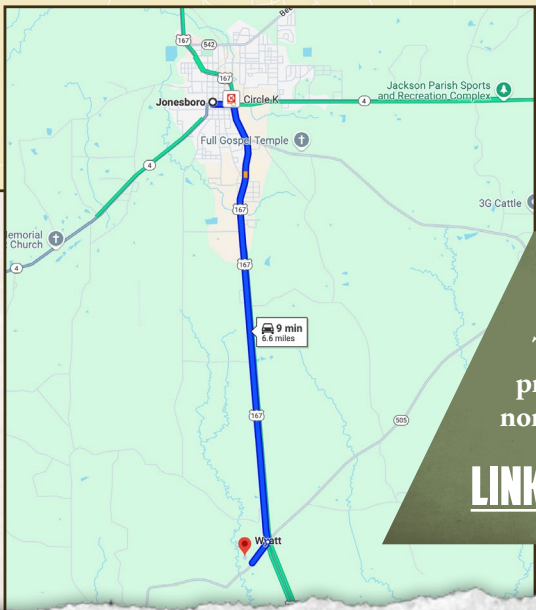 167
542
167
Jackson Parish Sports
and Recreation Complex
Jonesboro
Circle K
4
Full Gospel Temple
4
3G Cattle
167
emorial
Church
4
167
9 min
6.6 miles
167
505
nor
LINK
Wyatt